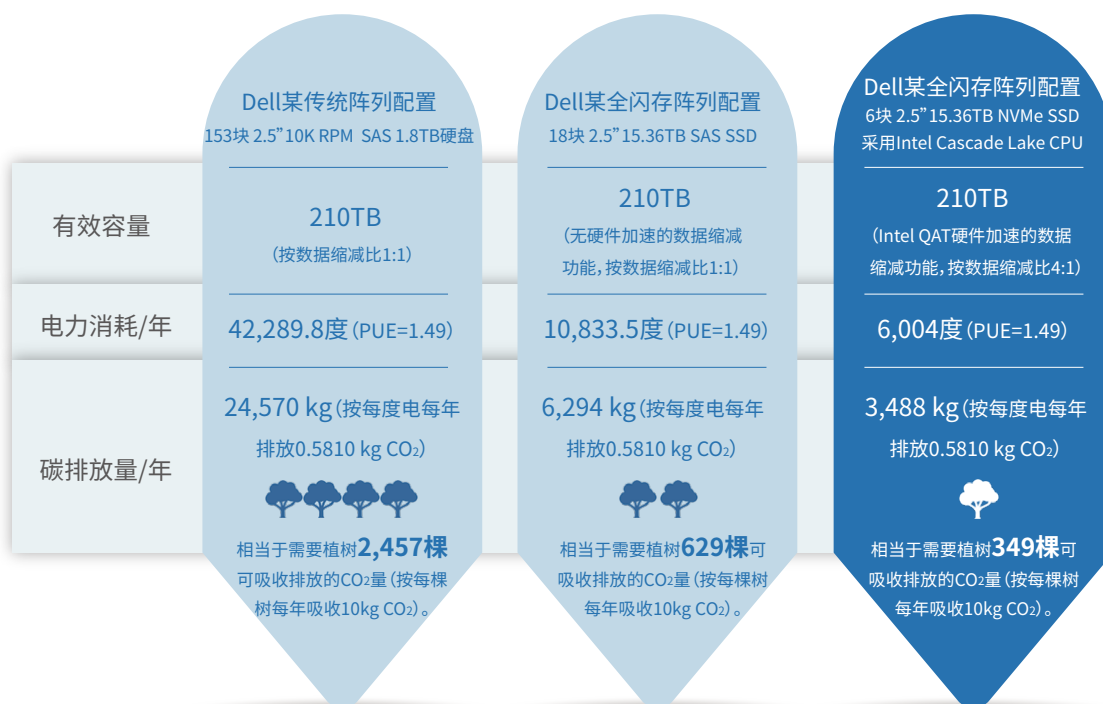 Dell某传统阵列配置
153块 2.5”10K RPM SAS 1.8TB硬盘
Dell某全闪存阵列配置
18块 2.5”15.36TB SAS SSD
Dell某全闪存阵列配置
6块 2.5”15.36TB NVMe SSD
采用Intel Cascade Lake CPU
有效容量
210TB
(按数据缩减比1:1)
210TB
(无硬件加速的数据缩减
功能,按数据缩减比1:1)
210TB
(Intel QAT硬件加速的数据
缩减功能,按数据缩减比4:1)
电力消耗/年
42,289.8度(PUE=1.49)
10,833.5度(PUE=1.49)
6,004度(PUE=1.49)
碳排放量/年
24,570 kg(按每度电每年
排放0.5810 kg CO₂)
相当于需要植树2,457棵
可吸收排放的CO₂量(按每棵
树每年吸收10kg CO₂)。
6,294 kg(按每度电每年
排放0.5810 kg CO₂)
相当于需要植树629棵可
吸收排放的CO₂量(按每棵树
每年吸收10kg CO₂)。
3,488 kg(按每度电每年
排放0.5810 kg CO₂)
相当于需要植树349棵可
吸收排放的CO₂量(按每棵树
每年吸收10kg CO₂)。